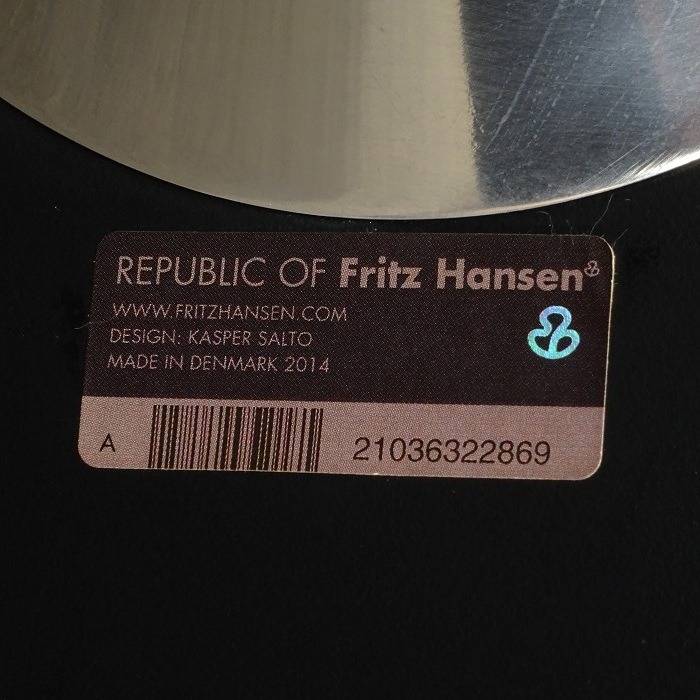 REPUBLIC OF Fritz Hansen
WWW.FRITZHANSEN.COM
DESIGN: KASPER SALTO
MADE IN DENMARK 2014
A 21036322869